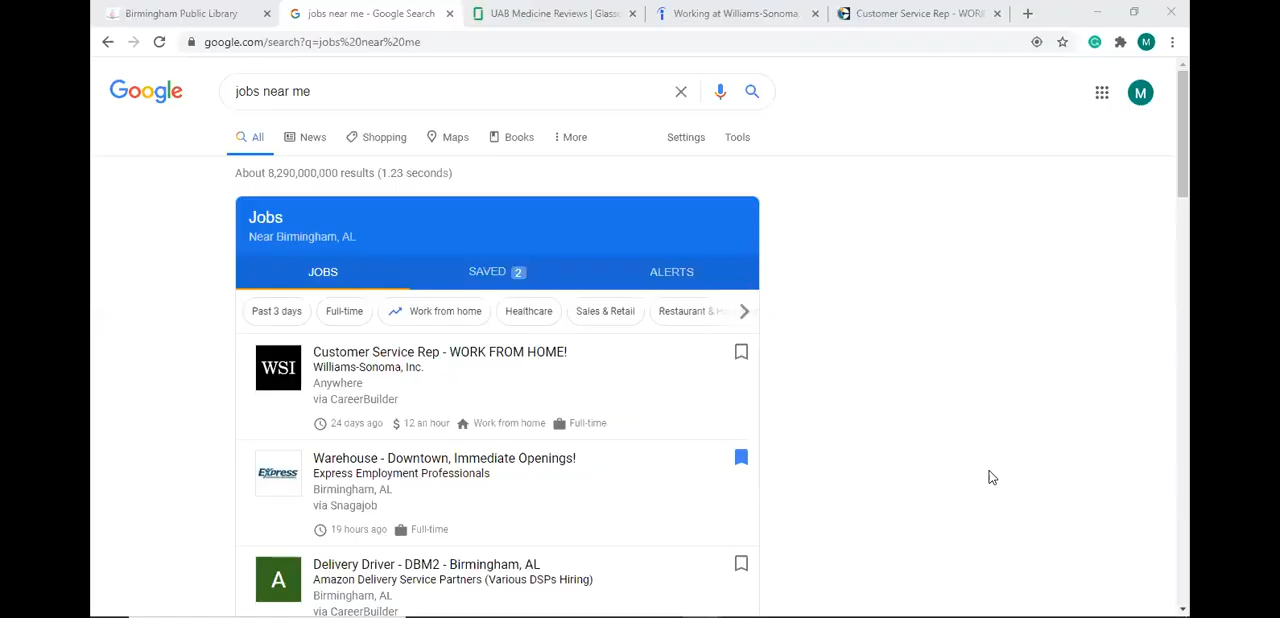 Birmingham Public Library
jobs near me - Google Search
UAB Medicine Reviews | Glass
Working at Williams-Sonoma,
Customer Service Rep - WORK
google.com/search?q=jobs%20near%20me
M
Google
jobs near me
M
All
News
Shopping
Maps
Books
More
Settings
Tools
About 8,290,000,000 results (1.23 seconds)
Jobs
Near Birmingham, AL
JOBS
SAVED 2
ALERTS
Past 3 days
Full-time
Work from home
Healthcare
Sales & Retail
Restaurant &
WSI
Customer Service Rep - WORK FROM HOME!
Williams-Sonoma, Inc.
Anywhere
via CareerBuilder
24 days ago $ 12 an hour Work from home Full-time
Express
Warehouse - Downtown, Immediate Openings!
Express Employment Professionals
Birmingham, AL
via Snagajob
19 hours ago Full-time
A
Delivery Driver - DBM2 - Birmingham, AL
Amazon Delivery Service Partners (Various DSPs Hiring)
Birmingham, AL
via CareerBuilder